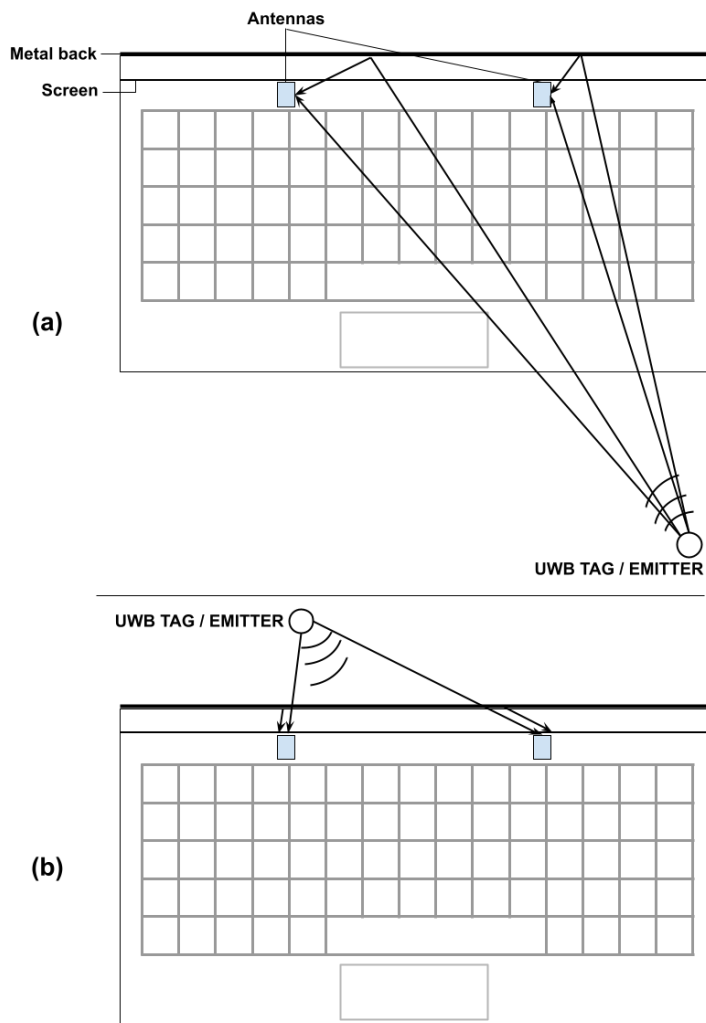 Antennas
Metal back
Screen
(a)
UWB TAG / EMITTER
UWB TAG / EMITTER
(b)